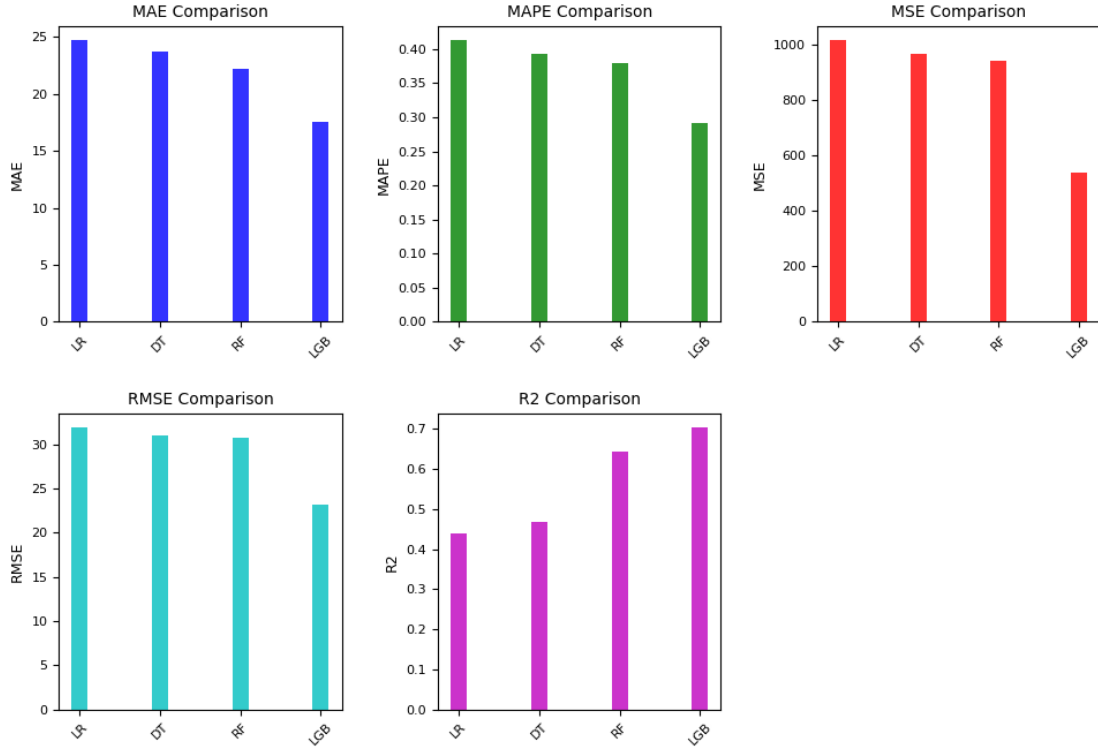 MAE Comparison
MAE
25
20
15
10
5
0
LR DT RF LGB
MAPE Comparison
MAPE
0.40
0.35
0.30
0.25
0.20
0.15
0.10
0.05
0.00
LR DT RF LGB
MSE Comparison
MSE
1000
800
600
400
200
0
LR DT RF LGB
RMSE Comparison
RMSE
30
25
20
15
10
5
0
LR DT RF LGB
R2 Comparison
R2
0.7
0.6
0.5
0.4
0.3
0.2
0.1
0.0
LR DT RF LGB